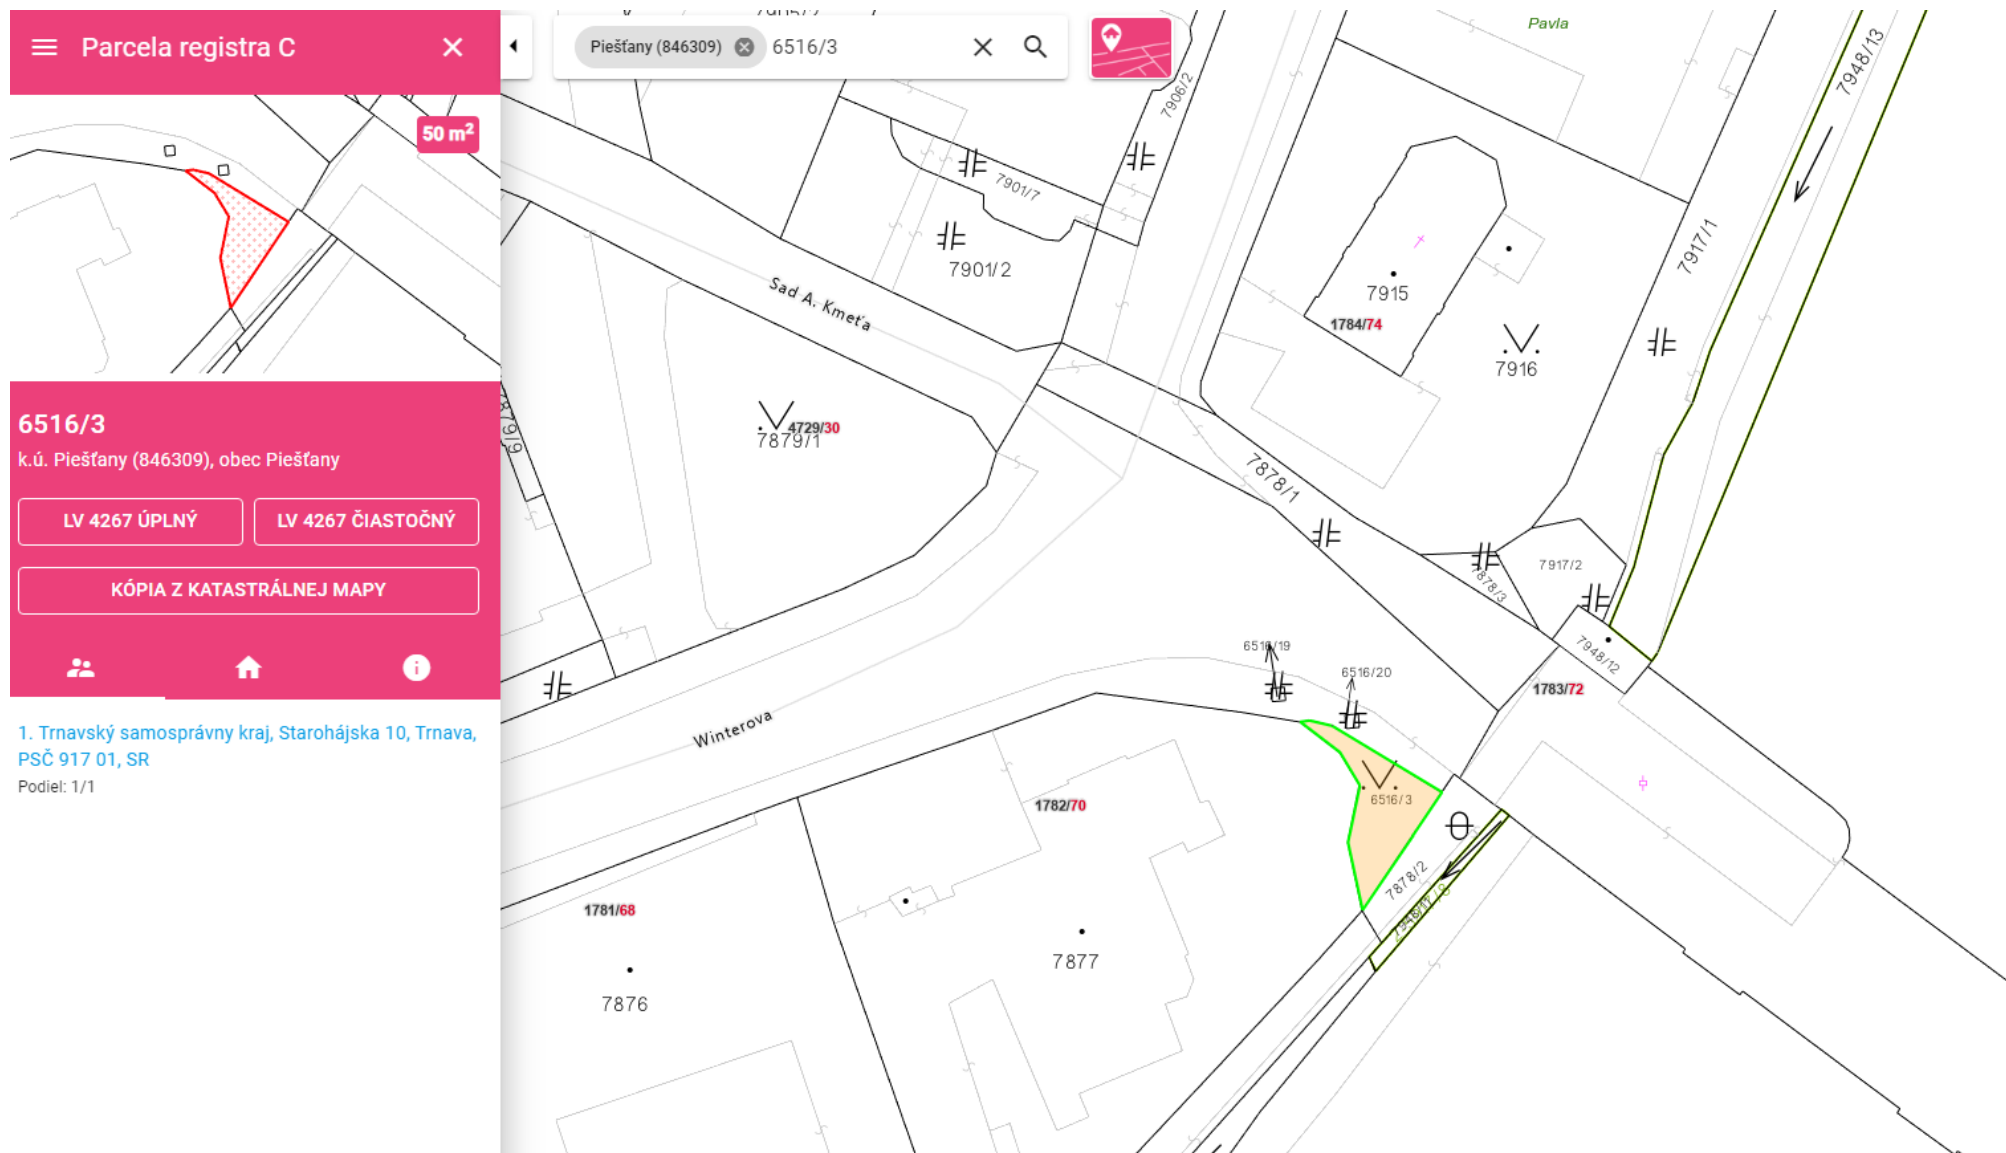 Parcela registra C
50 m²
6516/3
k.ú. Piešťany (846309), obec Piešťany
LV 4267 ÚPLNÝ
LV 4267 ČIASTOČNÝ
KÓPIA Z KATASTRÁLNEJ MAPY
1. Trnavský samosprávny kraj, Starohájska 10, Trnava,
PSČ 917 01, SR
Podiel: 1/1
Piešťany (846309)
6516/3
Pavla
7948/13
7906/2
7901/7
7901/2
7917/1
Sad A. Kmeťa
7915
1784/74
7916
4729/30
7879/1
7878/1
7917/2
7878/3
7948/12
6516/19
6516/20
1783/72
Winterova
6516/3
1782/70
7878/2
1781/68
7877
7876